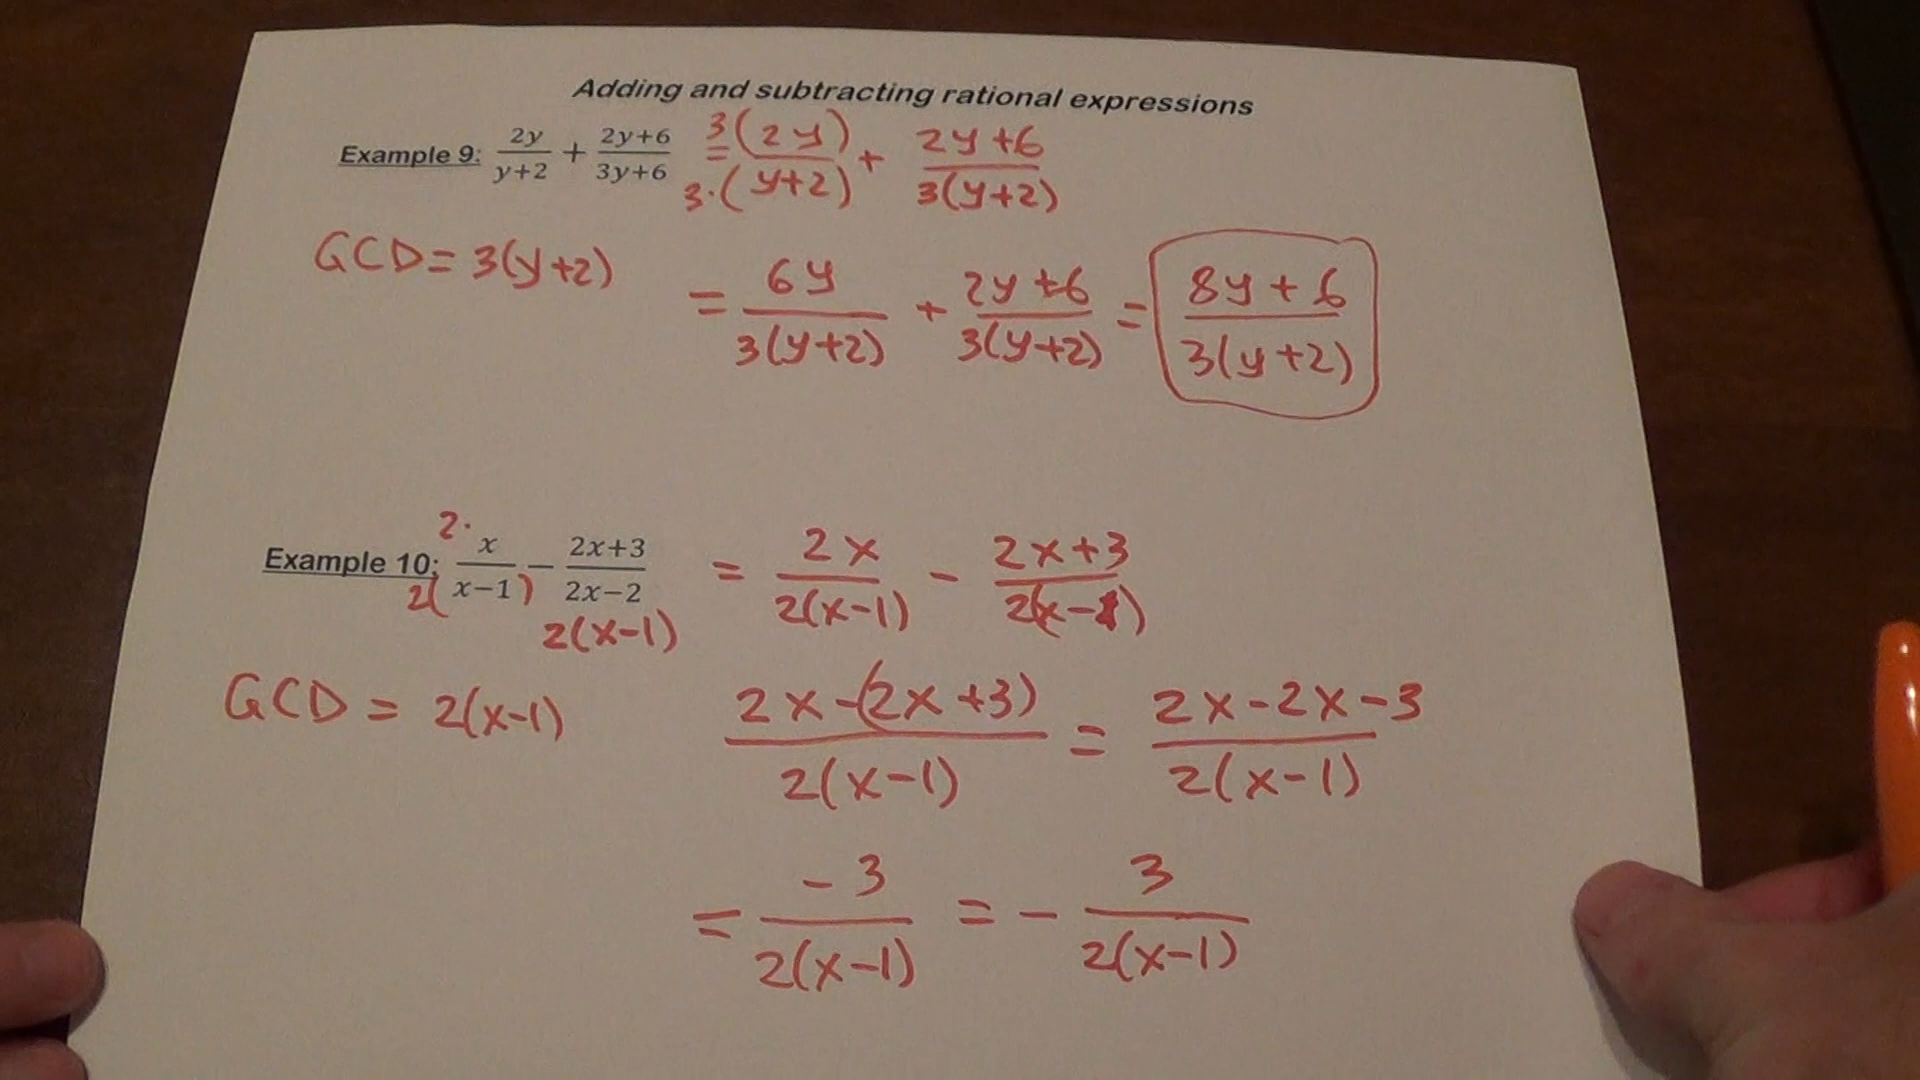 Adding and subtracting rational expressions
Example 9: 2y/(y+2) + (2y+6)/(3y+6) = 3(2y)/3·(y+2) + (2y+6)/3(y+2)
GCD = 3(y+2)
= 6y/3(y+2) + (2y+6)/3(y+2) = (8y+6)/3(y+2)
Example 10: 2· x/2(x−1) − (2x+3)/(2x−2) = 2x/2(x−1) − (2x+3)/2(x−1)
2(x−1)
GCD = 2(x−1)
(2x−(2x+3))/2(x−1) = (2x−2x−3)/2(x−1)
= −3/2(x−1) = − 3/2(x−1)